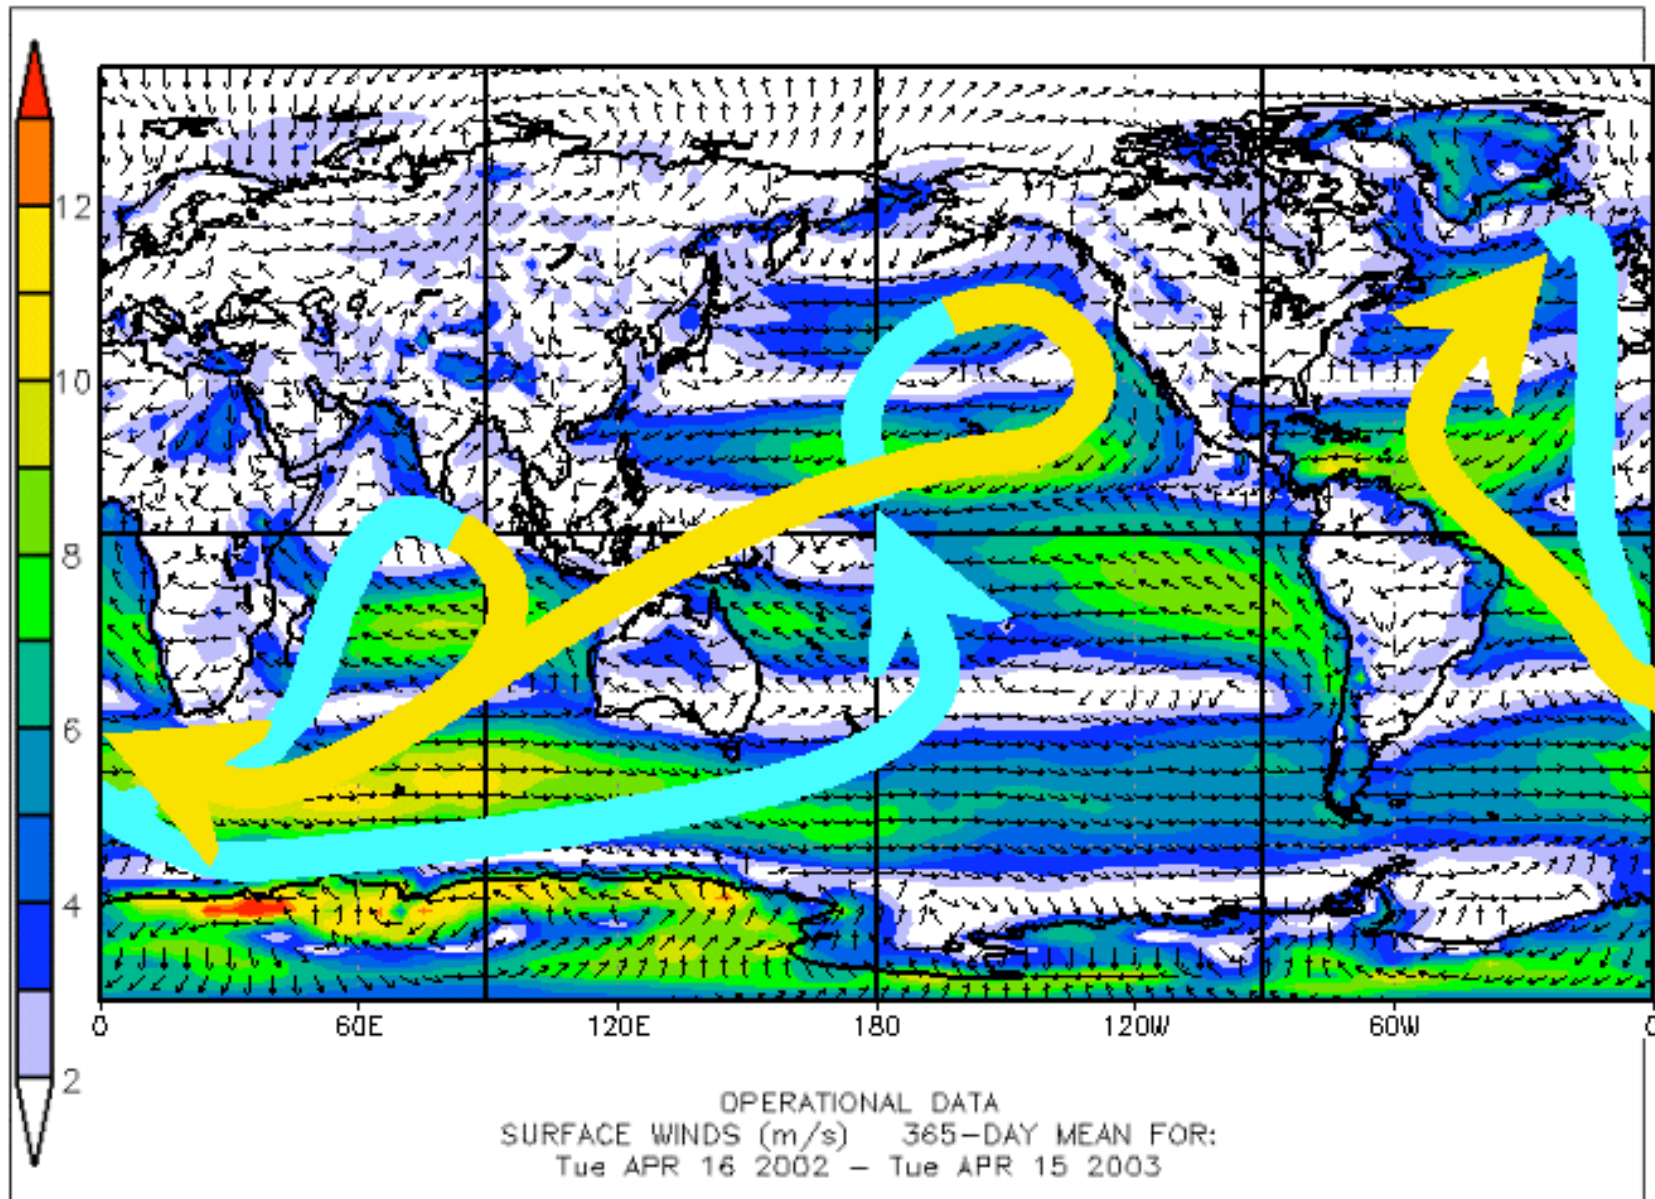 12
10
8
6
4
2
0 60E 120E 180 120W 60W 0
OPERATIONAL DATA
SURFACE WINDS (m/s) 365-DAY MEAN FOR:
Tue APR 16 2002 - Tue APR 15 2003